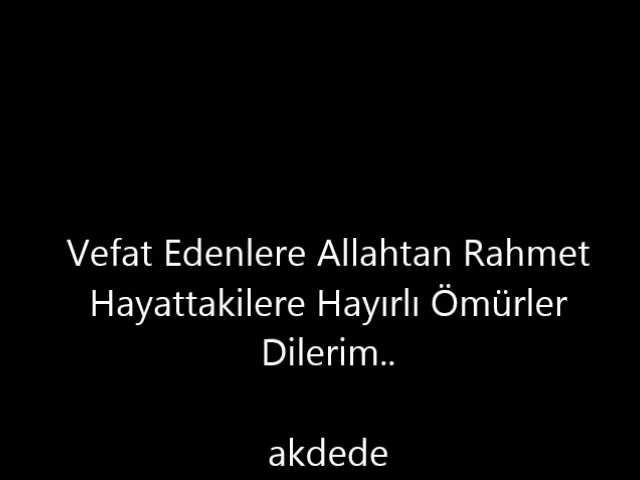 Vefat Edenlere Allahtan Rahmet
Hayattakilere Hayırlı Ömürler
Dilerim..
akdede